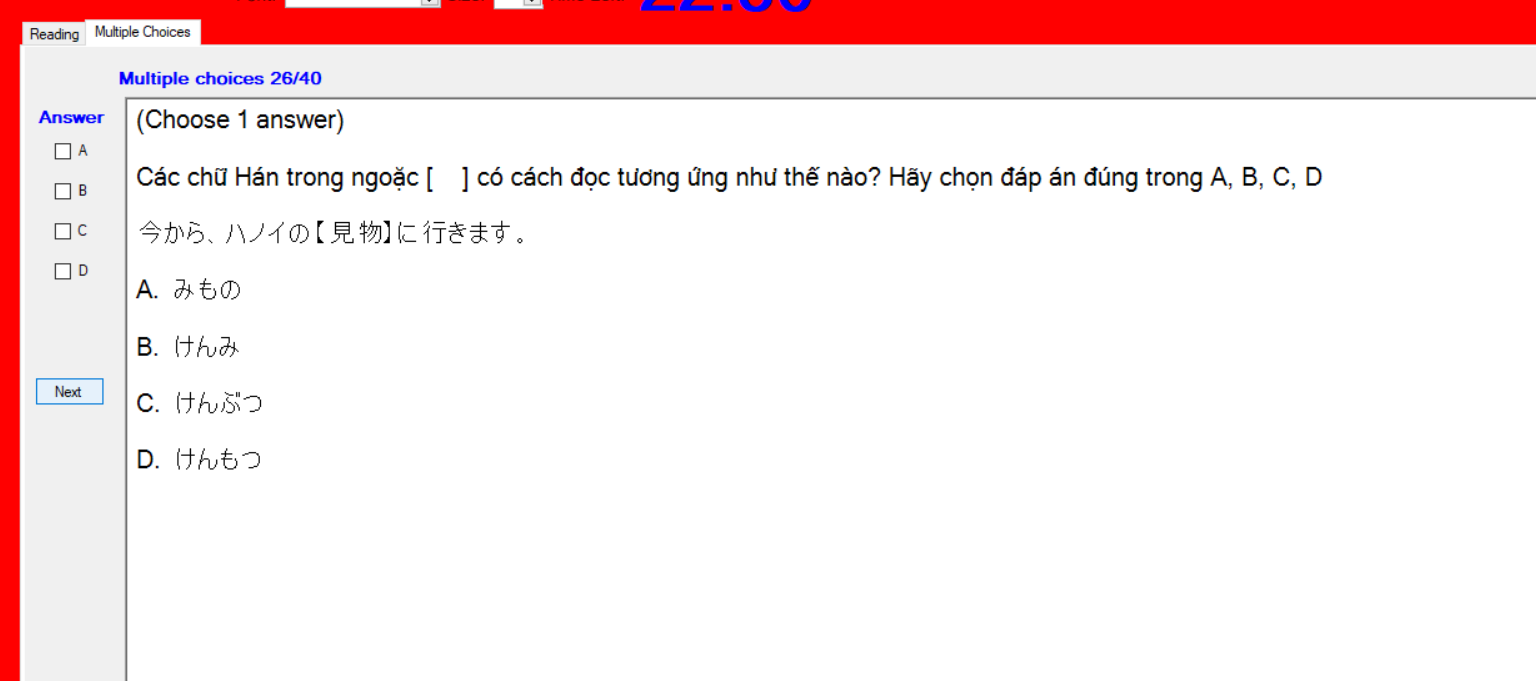 Reading Multiple Choices
Multiple choices 26/40
Answer
A
B
C
D
Next
(Choose 1 answer)
Các chữ Hán trong ngoặc [ ] có cách đọc tương ứng như thế nào? Hãy chọn đáp án đúng trong A, B, C, D
今から、ハノイの【見物】に行きます。
A. みもの
B. けんみ
C. けんぶつ
D. けんもつ